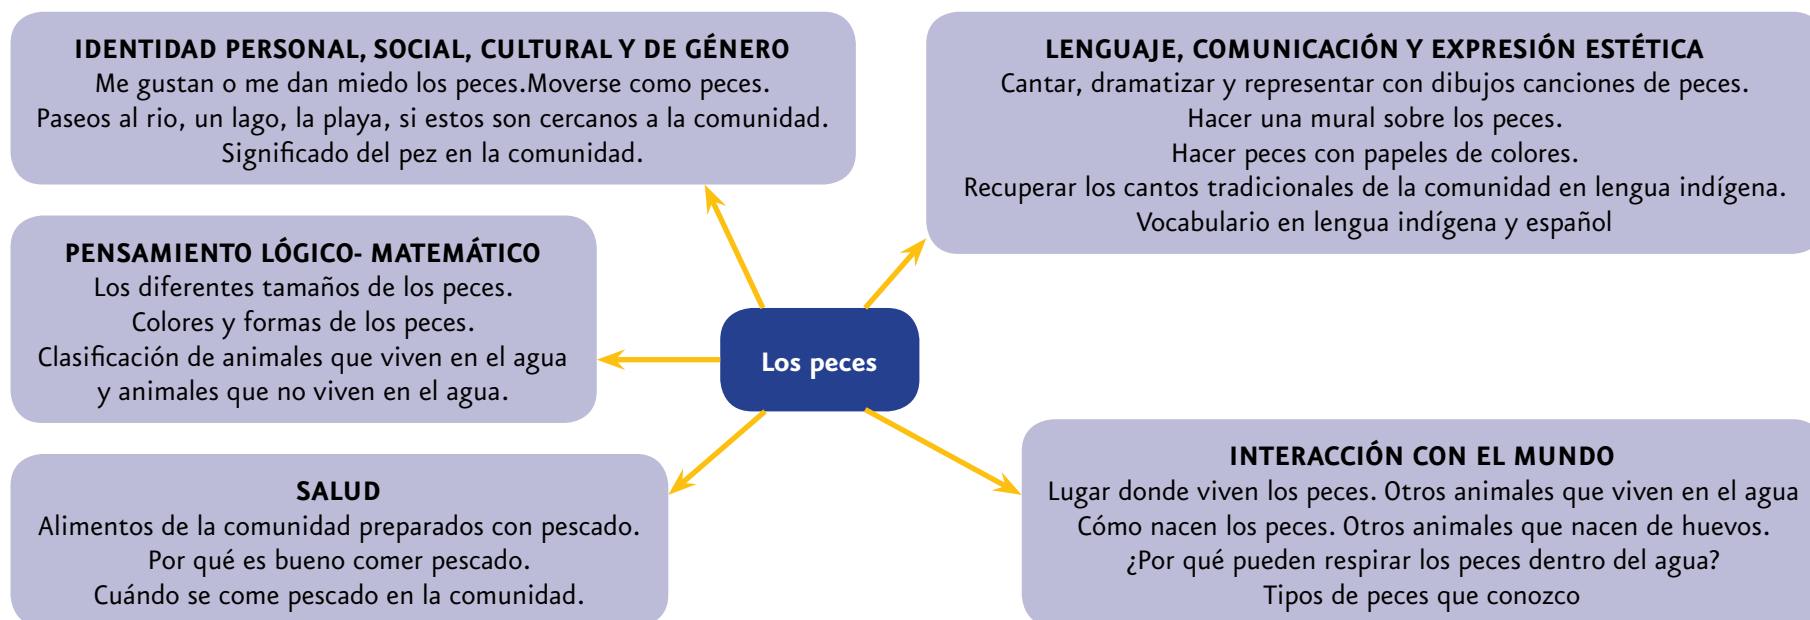 IDENTIDAD PERSONAL, SOCIAL, CULTURAL Y DE GÉNERO
Me gustan o me dan miedo los peces.Moverse como peces.
Paseos al rio, un lago, la playa, si estos son cercanos a la comunidad.
Significado del pez en la comunidad.
LENGUAJE, COMUNICACIÓN Y EXPRESIÓN ESTÉTICA
Cantar, dramatizar y representar con dibujos canciones de peces.
Hacer una mural sobre los peces.
Hacer peces con papeles de colores.
Recuperar los cantos tradicionales de la comunidad en lengua indígena.
Vocabulario en lengua indígena y español
PENSAMIENTO LÓGICO- MATEMÁTICO
Los diferentes tamaños de los peces.
Colores y formas de los peces.
Clasificación de animales que viven en el agua
y animales que no viven en el agua.
Los peces
SALUD
Alimentos de la comunidad preparados con pescado.
Por qué es bueno comer pescado.
Cuándo se come pescado en la comunidad.
INTERACCIÓN CON EL MUNDO
Lugar donde viven los peces. Otros animales que viven en el agua
Cómo nacen los peces. Otros animales que nacen de huevos.
¿Por qué pueden respirar los peces dentro del agua?
Tipos de peces que conozco